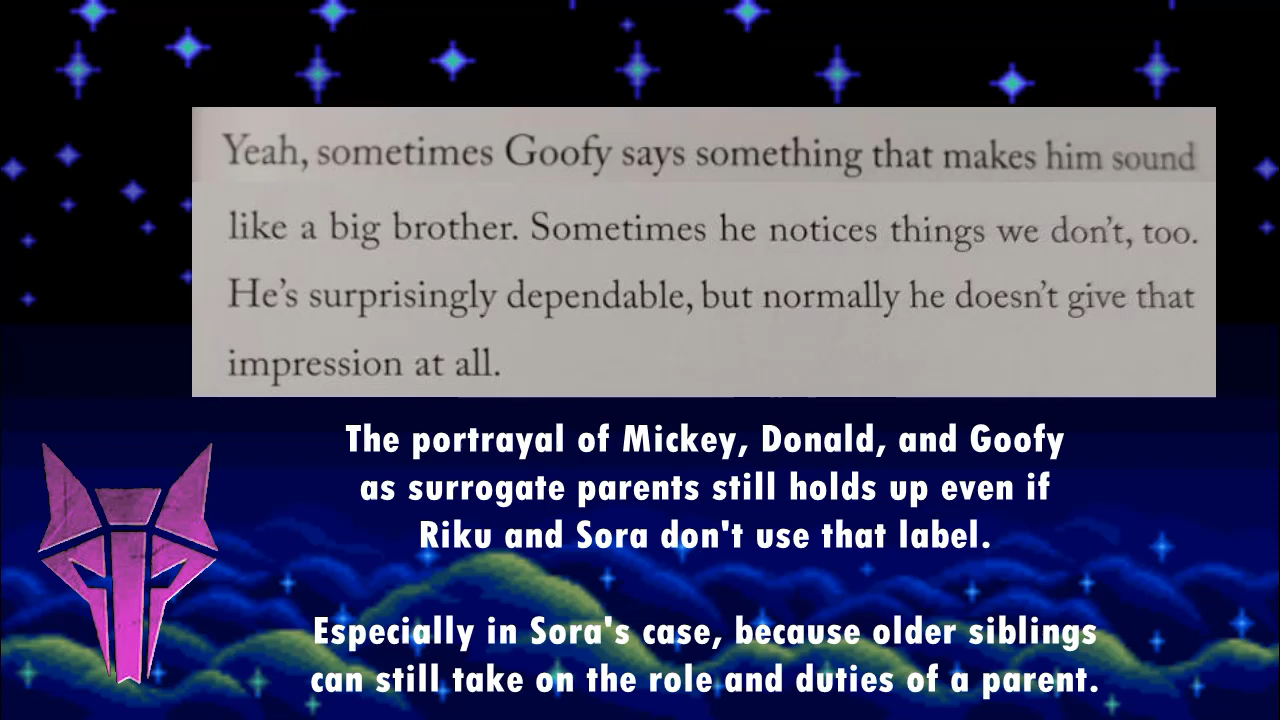 Yeah, sometimes Goofy says something that makes him sound
like a big brother. Sometimes he notices things we don’t, too.
He’s surprisingly dependable, but normally he doesn’t give that
impression at all.
The portrayal of Mickey, Donald, and Goofy
as surrogate parents still holds up even if
Riku and Sora don't use that label.
Especially in Sora's case, because older siblings
can still take on the role and duties of a parent.